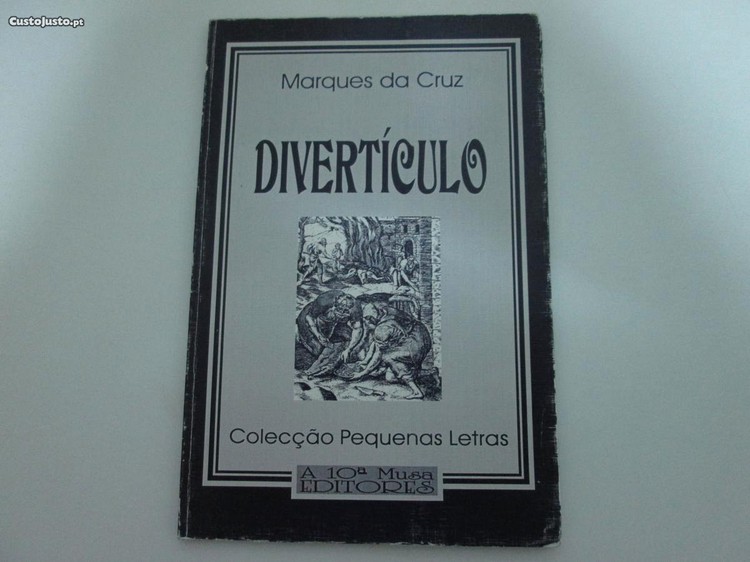 CustoJusto.pt
Marques da Cruz
DIVERTÍCULO
Colecção Pequenas Letras
A 10ª Musa
EDITORES